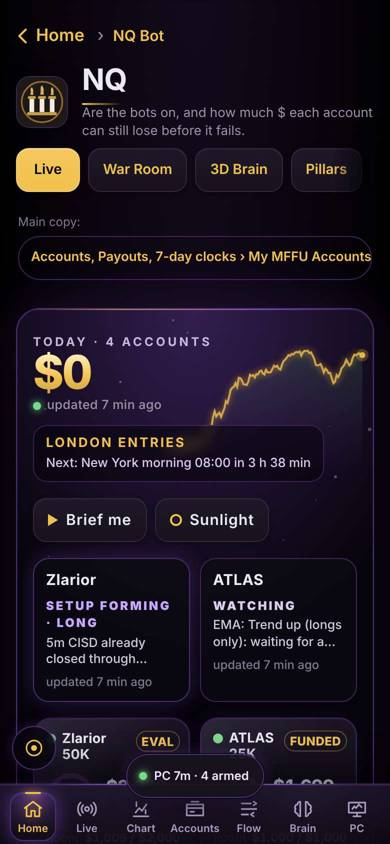 Home › NQ Bot
NQ
Are the bots on, and how much $ each account
can still lose before it fails.
Live
War Room
3D Brain
Pillars
Main copy:
Accounts, Payouts, 7-day clocks › My MFFU Accounts
TODAY · 4 ACCOUNTS
$0
updated 7 min ago
LONDON ENTRIES
Next: New York morning 08:00 in 3 h 38 min
Brief me
Sunlight
Zlarior
SETUP FORMING
· LONG
5m CISD already
closed through...
updated 7 min ago
ATLAS
WATCHING
EMA: Trend up (longs
only): waiting for a...
updated 7 min ago
Zlarior
50K
EVAL
ATLAS
25K
FUNDED
PC 7m · 4 armed
Home
Live
Chart
Accounts
Flow
Brain
PC